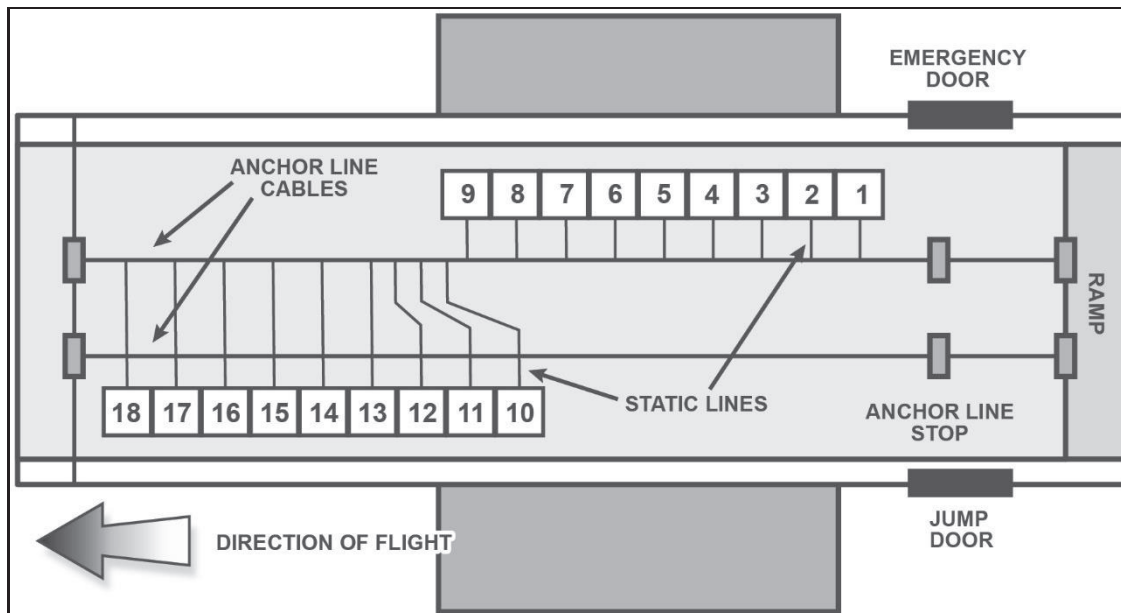 EMERGENCY
DOOR
ANCHOR LINE
CABLES
9 8 7 6 5 4 3 2 1
RAMP
18 17 16 15 14 13 12 11 10
STATIC LINES
ANCHOR LINE
STOP
JUMP
DOOR
DIRECTION OF FLIGHT